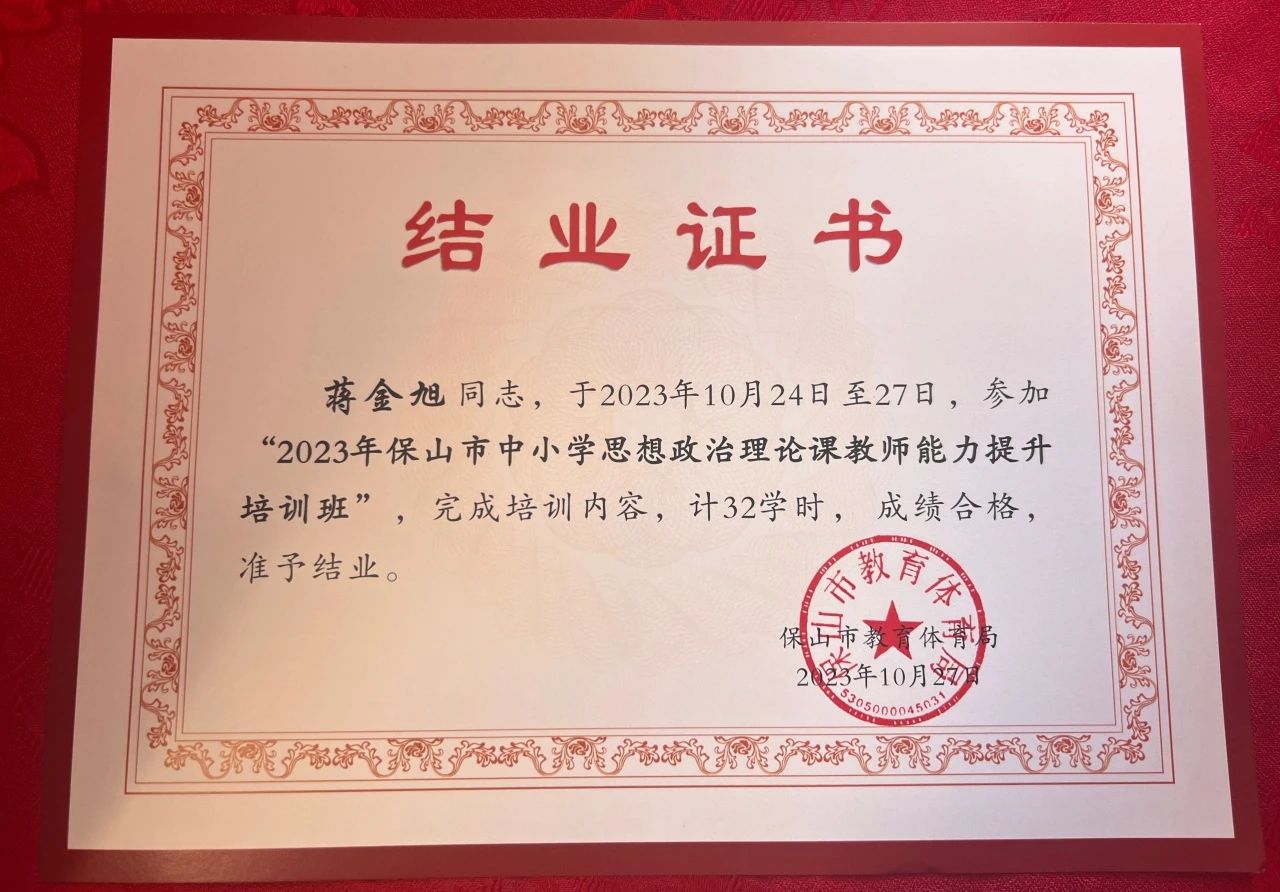 结业证书
蒋金旭同志，于2023年10月24日至27日，参加
“2023年保山市中小学思想政治理论课教师能力提升
培训班”，完成培训内容，计32学时，成绩合格，
准予结业。
保山市教育体育局
保山市教育体育局
2023年10月27日
5305000045031